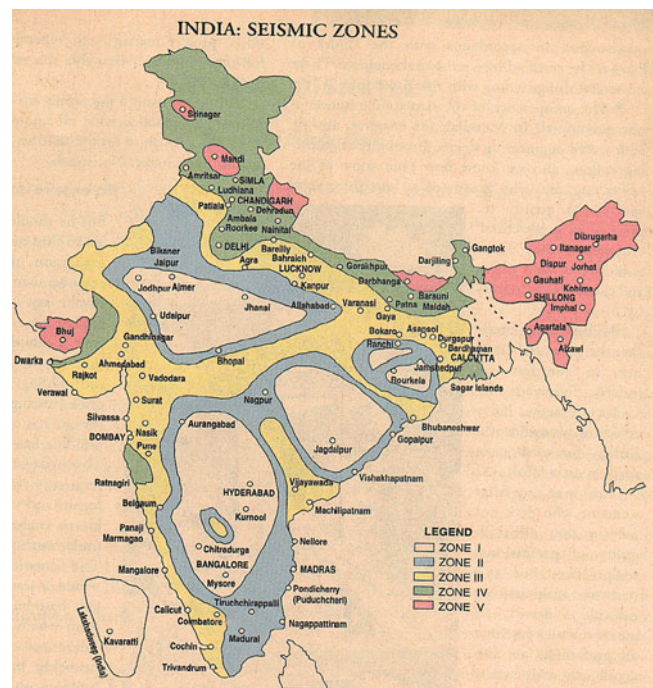 INDIA: SEISMIC ZONES
Srinagar
Mandi
Amritsar
SIMLA
Ludhiana
CHANDIGARH
Patiala
Dehradun
Ambala
Roorkee
Nainital
DELHI
Bareilly
Bikaner
Jaipur
Agra
Bahraich
LUCKNOW
Gorakhpur
Darjiling
Gangtok
Dibrugarha
Itanagar
Dispur
Jorhat
Gauhati
Kohima
SHILLONG
Imphal
Jodhpur
Ajmer
Kanpur
Darbhanga
Jhanai
Allahabad
Varanasi
Patna
Barauni
Maldah
Gaya
Udaipur
Agartala
Aizawl
Bhuj
Gandhinagar
Bokaro
Asansol
Durgapur
Ranchi
Bardhaman
Dwarka
Ahmedabad
Bhopal
Jamshedpur
CALCUTTA
Rajkot
Vadodara
Rourkela
Sagar Islands
Verawal
Surat
Nagpur
Silvassa
Aurangabad
Bhubanoshwar
BOMBAY
Nasik
Gopalpur
Pune
Jagdalpur
Vishakhapatnam
Ratnagiri
HYDERABAD
Vijayawada
Belgaum
Kurnool
Machilipatnam
Panaji
Marmagao
Chitradurga
Nellore
Mangalore
BANGALORE
MADRAS
Mysore
Pondicherry
(Puduchcheri)
Tiruchchirappalli
Calicut
Coimbatore
Nagappattinam
Kavaratti
Lakshadweep (India)
Madurai
Cochin
Trivandrum
LEGEND
ZONE I
ZONE II
ZONE III
ZONE IV
ZONE V